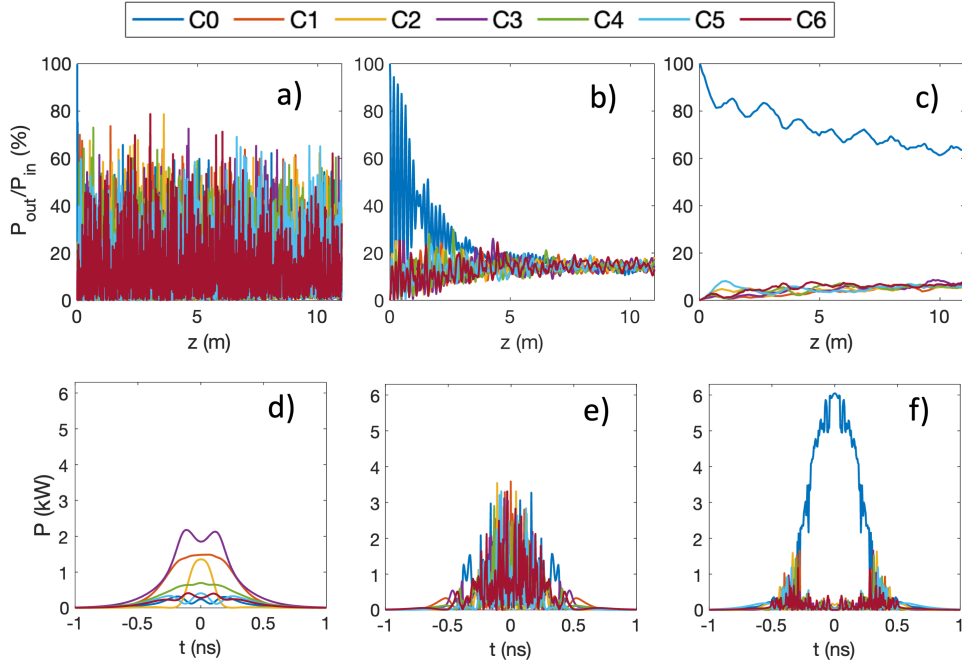 C0 C1 C2 C3 C4 C5 C6
a) b) c)
P_out/P_in (%)
100 80 60 40 20 0
0 5 10
z (m)
100 80 60 40 20 0
0 5 10
z (m)
100 80 60 40 20 0
0 5 10
z (m)
d) e) f)
P (kW)
6 5 4 3 2 1 0
-1 -0.5 0 0.5 1
t (ns)
6 5 4 3 2 1 0
-1 -0.5 0 0.5 1
t (ns)
6 5 4 3 2 1 0
-1 -0.5 0 0.5 1
t (ns)